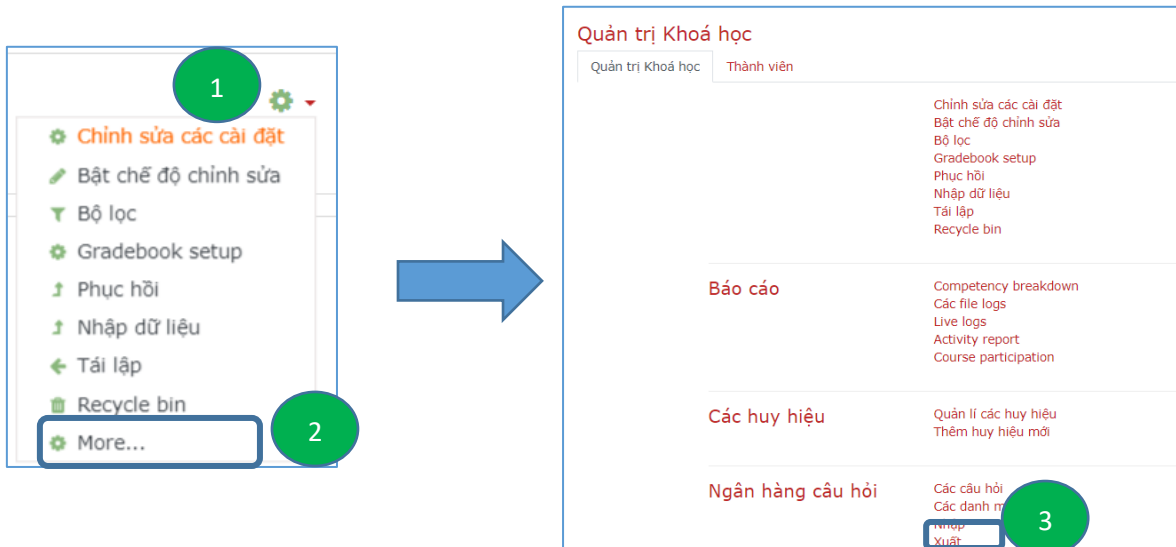 1
Chỉnh sửa các cài đặt
Bật chế độ chỉnh sửa
Bộ lọc
Gradebook setup
Phục hồi
Nhập dữ liệu
Tái lập
Recycle bin
More...
2
Quản trị Khoá học
Quản trị Khoá học Thành viên
Chỉnh sửa các cài đặt
Bật chế độ chỉnh sửa
Bộ lọc
Gradebook setup
Phục hồi
Nhập dữ liệu
Tái lập
Recycle bin
Báo cáo
Competency breakdown
Các file logs
Live logs
Activity report
Course participation
Các huy hiệu
Quản lí các huy hiệu
Thêm huy hiệu mới
Ngân hàng câu hỏi
Các câu hỏi
Các danh
Nhập
Xuất
3